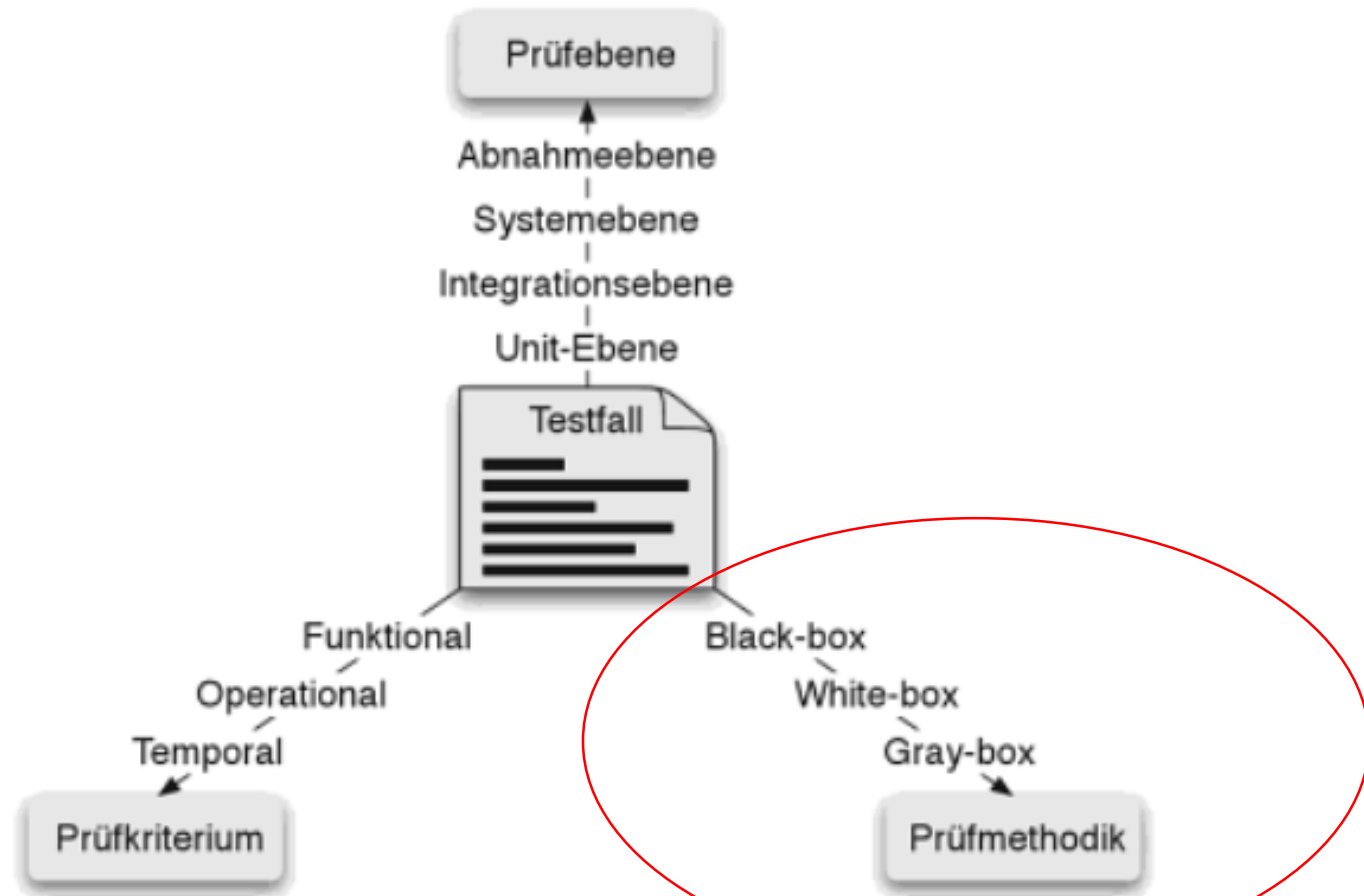 Prüfebene
Abnahmeebene
Systemebene
Integrationsebene
Unit-Ebene
Testfall
Funktional
Operational
Temporal
Prüfkriterium
Black-box
White-box
Gray-box
Prüfmethodik